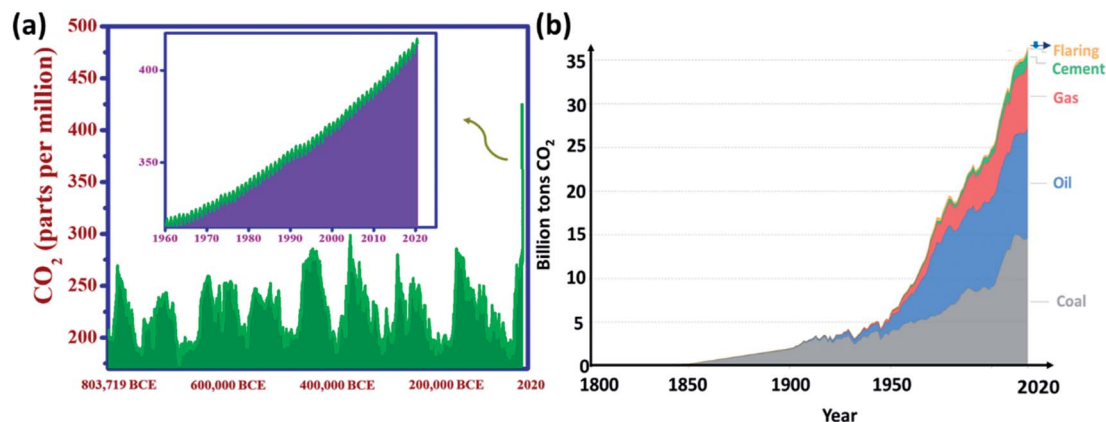 (a)
CO2 (parts per million)
500
450
400
350
300
250
200
400
350
1960 1970 1980 1990 2000 2010 2020
803,719 BCE 600,000 BCE 400,000 BCE 200,000 BCE 2020
(b)
Billion tons CO2
35
30
25
20
15
10
5
0
Flaring
Cement
Gas
Oil
Coal
1800 1850 1900 1950 2020
Year